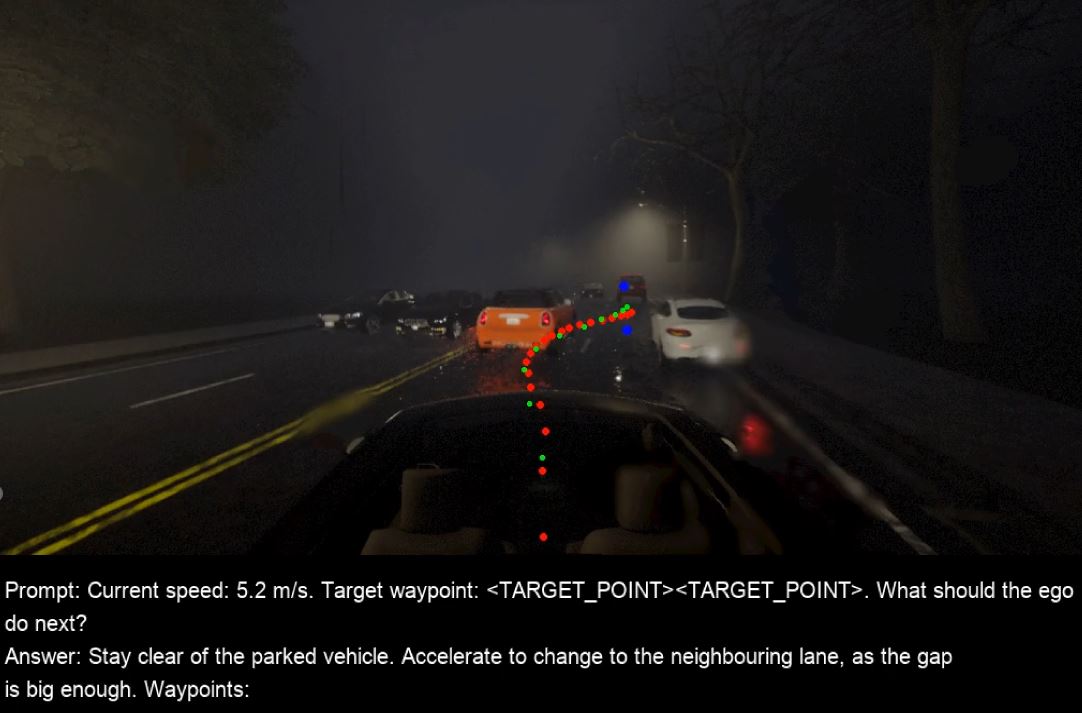 Prompt: Current speed: 5.2 m/s. Target waypoint: <TARGET_POINT><TARGET_POINT>. What should the ego
do next?
Answer: Stay clear of the parked vehicle. Accelerate to change to the neighbouring lane, as the gap
is big enough. Waypoints: